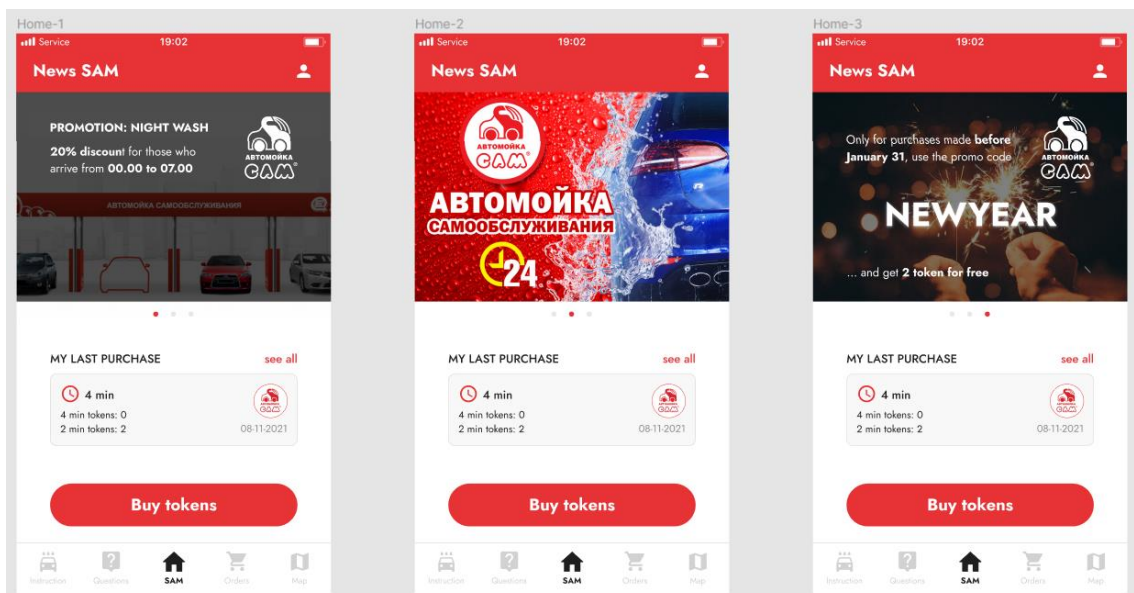 Home-1
Service 19:02
News SAM
PROMOTION: NIGHT WASH
20% discount for those who
arrive from 00.00 to 07.00
АВТОМОЙКА
САМ®
АВТОМОЙКА САМООБСЛУЖИВАНИЯ
MY LAST PURCHASE see all
4 min
4 min tokens: 0
2 min tokens: 2
08-11-2021
Buy tokens
Instruction Questions SAM Orders Map
Home-2
Service 19:02
News SAM
АВТОМОЙКА
САМ®
АВТОМОЙКА
САМООБСЛУЖИВАНИЯ
24
MY LAST PURCHASE see all
4 min
4 min tokens: 0
2 min tokens: 2
08-11-2021
Buy tokens
Instruction Questions SAM Orders Map
Home-3
Service 19:02
News SAM
Only for purchases made before
January 31, use the promo code
АВТОМОЙКА
САМ®
NEWYEAR
... and get 2 token for free
MY LAST PURCHASE see all
4 min
4 min tokens: 0
2 min tokens: 2
08-11-2021
Buy tokens
Instruction Questions SAM Orders Map